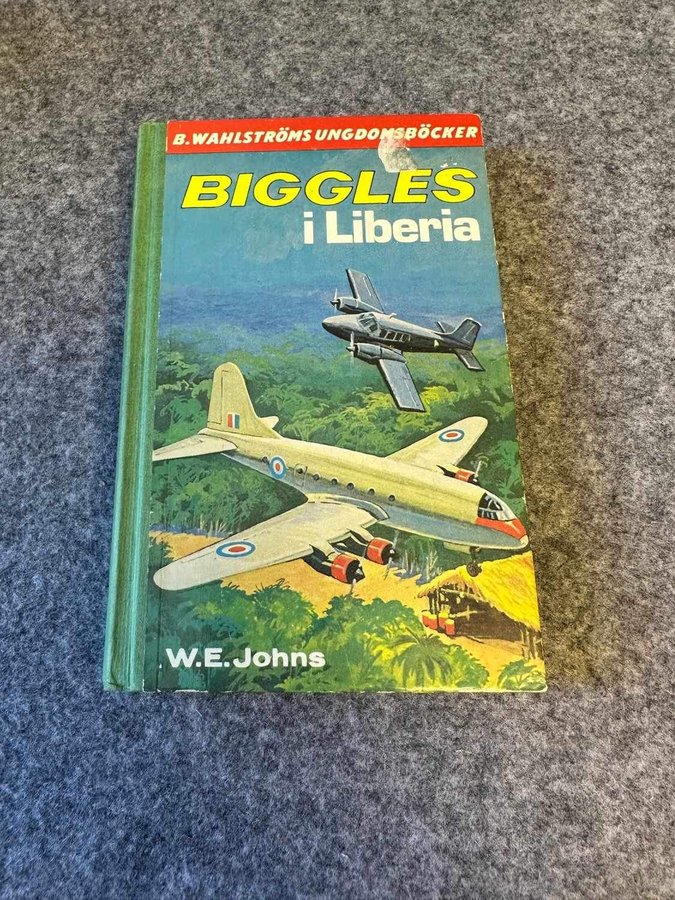 B. WAHLSTRÖMS UNGDOMSBÖCKER
BIGGLES
i Liberia
W.E. Johns